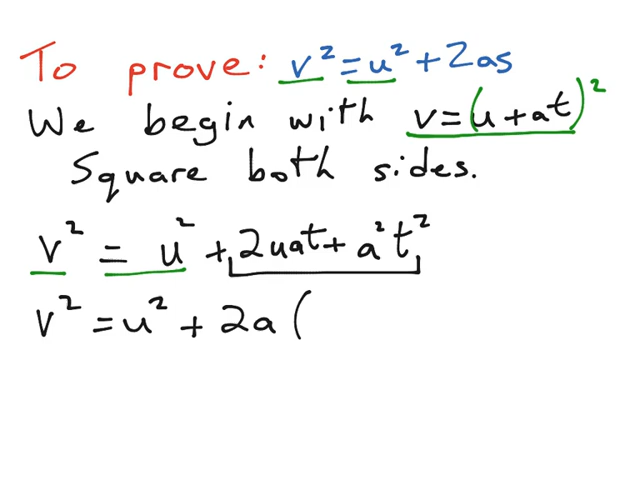 To prove: v² = u² + 2as
We begin with v = (u + at)²
Square both sides.
v² = u² + 2uat + a²t²
v² = u² + 2a (